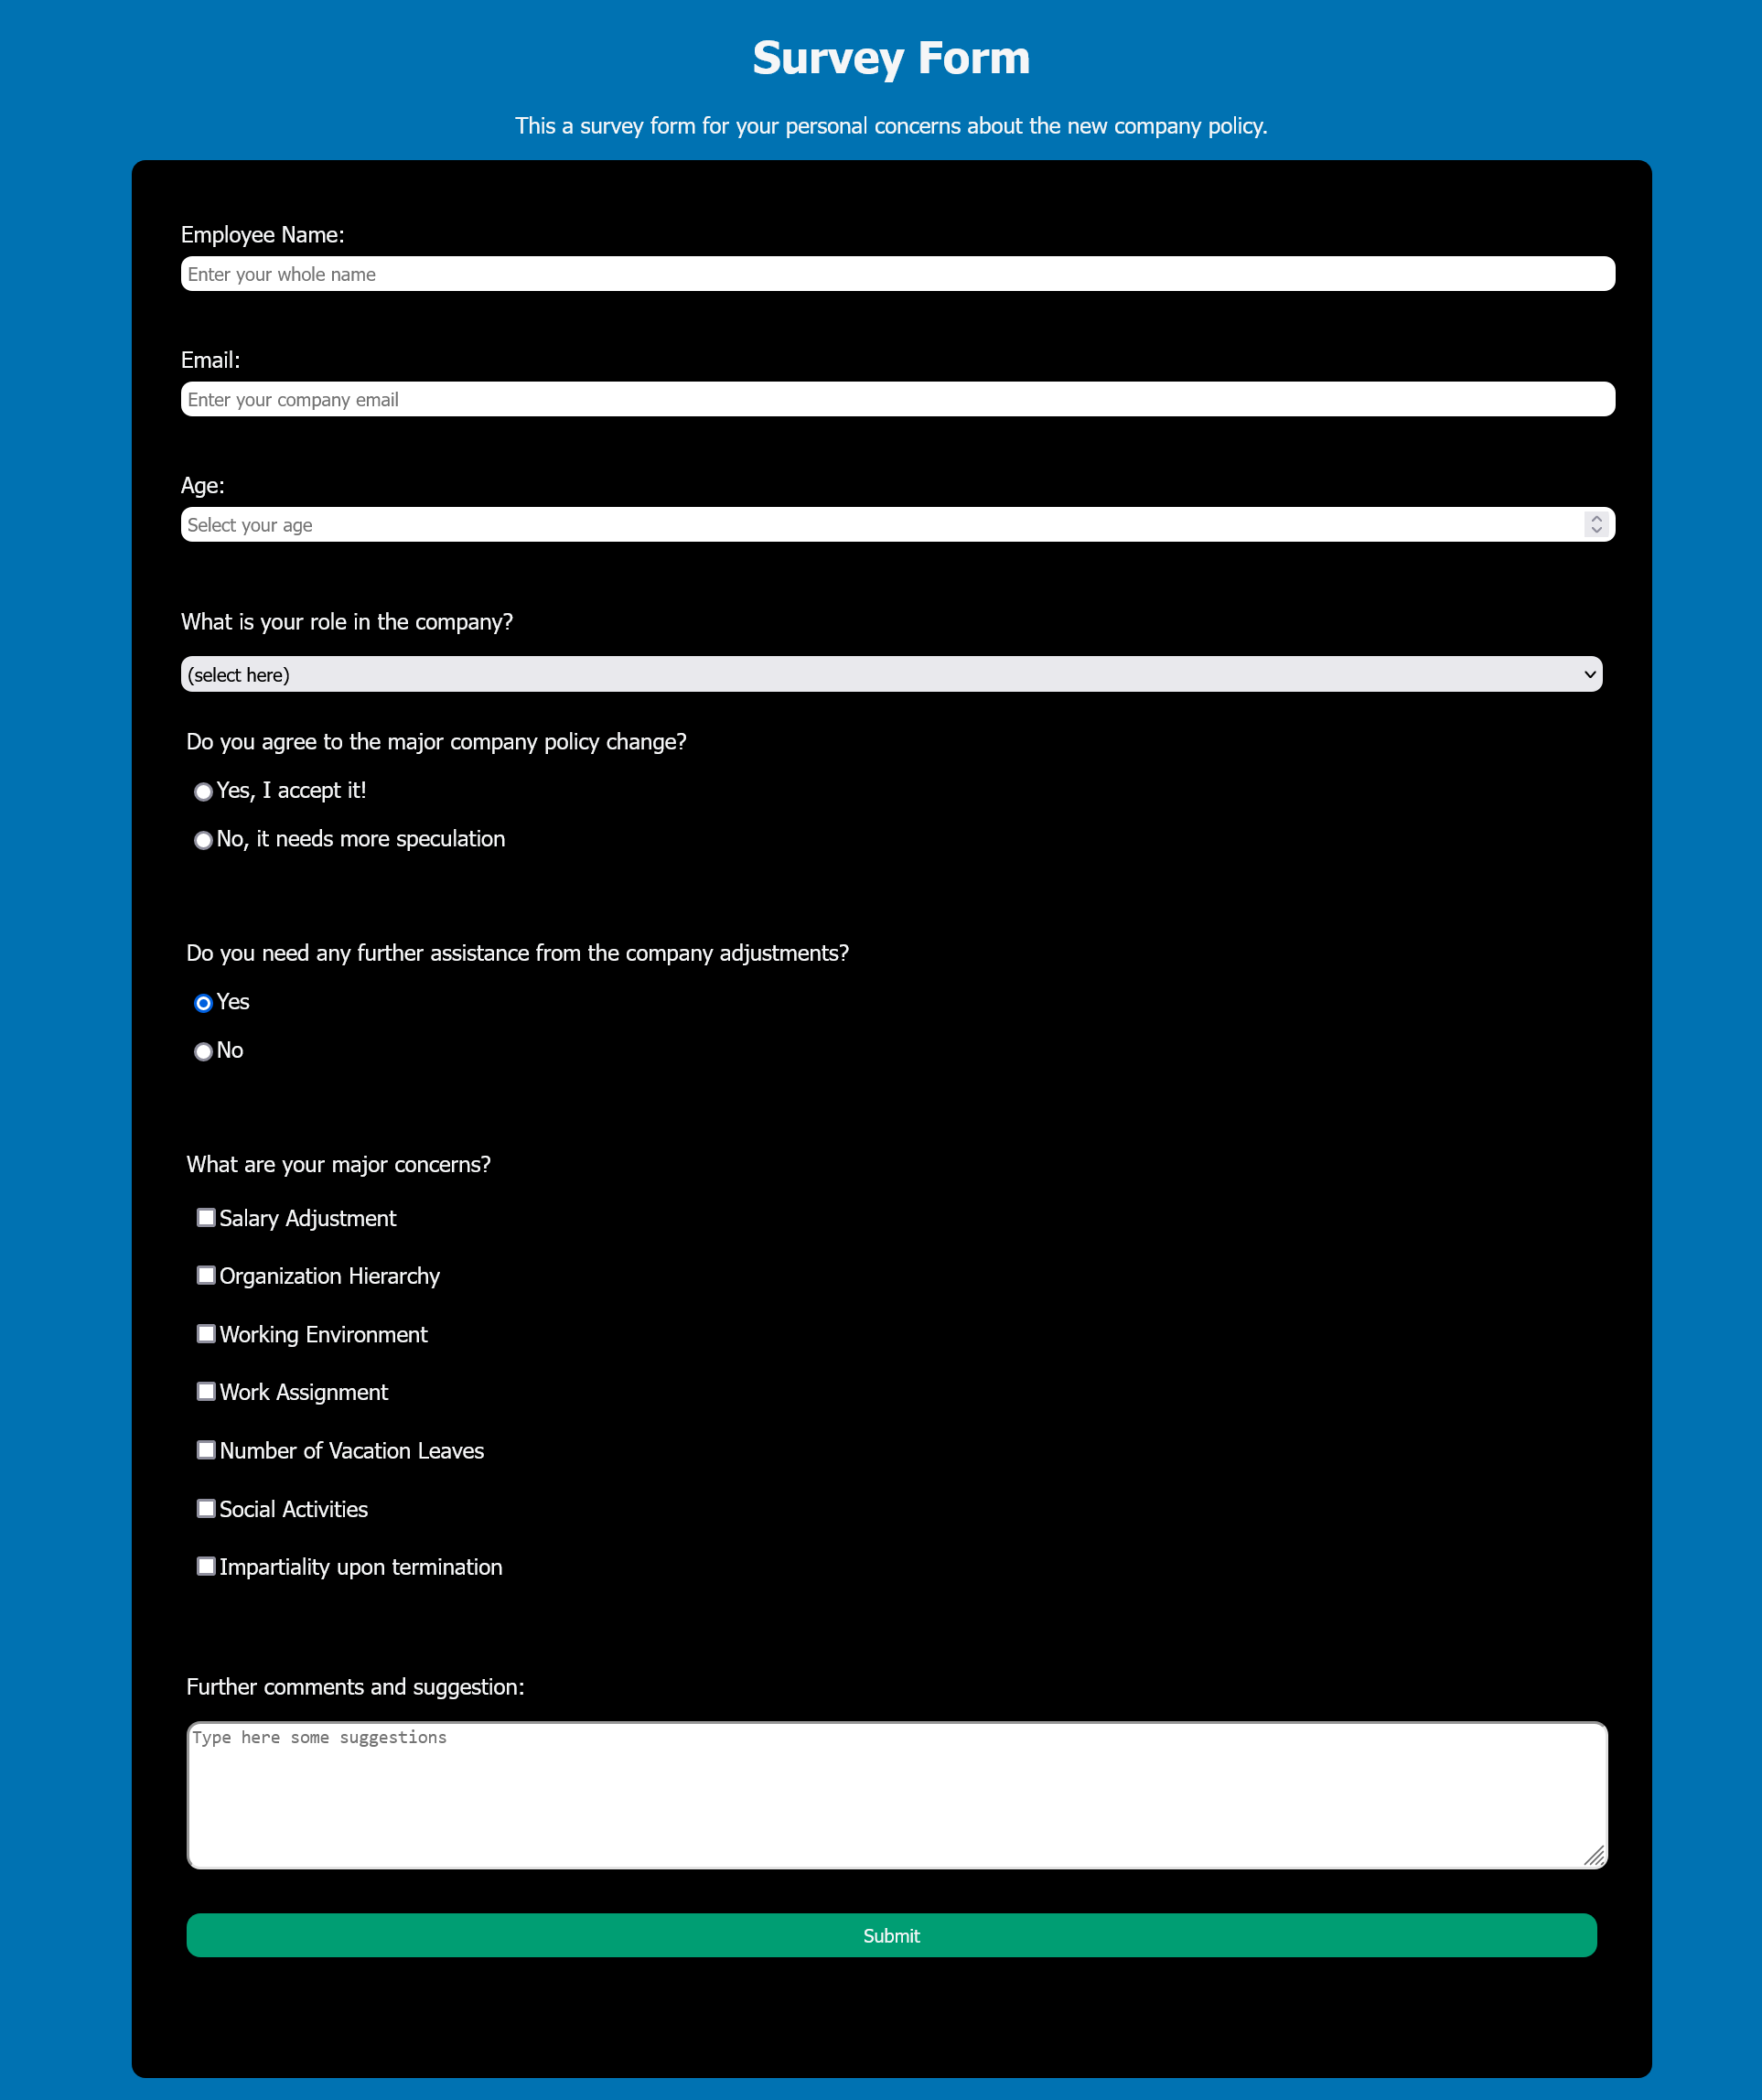 Survey Form
This a survey form for your personal concerns about the new company policy.
Employee Name:
Enter your whole name
Email:
Enter your company email
Age:
Select your age
What is your role in the company?
(select here)
Do you agree to the major company policy change?
Yes, I accept it!
No, it needs more speculation
Do you need any further assistance from the company adjustments?
Yes
No
What are your major concerns?
Salary Adjustment
Organization Hierarchy
Working Environment
Work Assignment
Number of Vacation Leaves
Social Activities
Impartiality upon termination
Further comments and suggestion:
Type here some suggestions
Submit